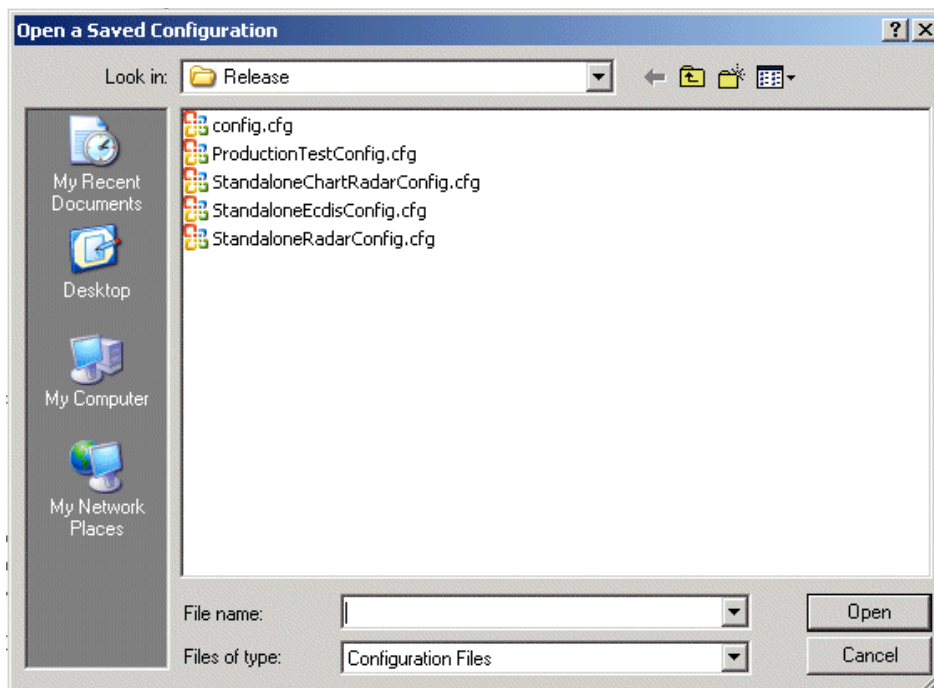 Open a Saved Configuration
?
X
Look in:
Release
My Recent
Documents
Desktop
My Computer
My Network
Places
config.cfg
ProductionTestConfig.cfg
StandaloneChartRadarConfig.cfg
StandaloneEcdisConfig.cfg
StandaloneRadarConfig.cfg
File name:
Open
Files of type:
Configuration Files
Cancel